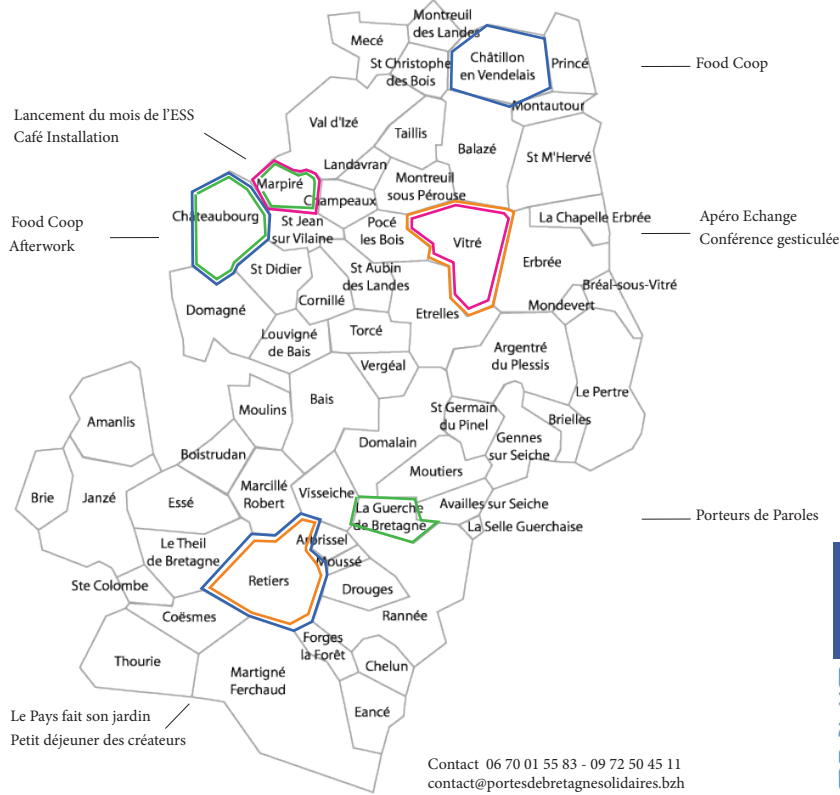 Montreuil
des Landes
Mecé
Châtillon
en Vendelais
Princé
Food Coop
St Christophe
des Bois
Montautour
Lancement du mois de l'ESS
Café Installation
Val d'Izé
Taillis
Balazé
St M'Hervé
Landavran
Marpiré
Montreuil
sous Pérouse
Champeaux
Châteaubourg
Food Coop
Afterwork
St Jean
sur Vilaine
Pocé
les Bois
Vitré
La Chapelle Erbrée
Apéro Echange
Conférence gesticulée
Erbrée
St Didier
St Aubin
des Landes
Bréal-sous-Vitré
Cornillé
Mondevert
Domagné
Etrelles
Louvigné
de Bais
Torcé
Argentré
du Plessis
Vergéal
Le Pertre
Bais
Moulins
St Germain
du Pinel
Brielles
Amanlis
Domalain
Gennes
sur Seiche
Boistrudan
Moutiers
Marcillé
Robert
Visseiche
Brie
Janzé
Essé
La Guerche
de Bretagne
Availles sur Seiche
La Selle Guerchaise
Porteurs de Paroles
Le Theil
de Bretagne
Arbrissel
Moussé
Retiers
Ste Colombe
Drouges
Coësmes
Rannée
Forges
la Forêt
Thourie
Chelun
Martigné
Ferchaud
Eancé
Le Pays fait son jardin
Petit déjeuner des créateurs
Contact 06 70 01 55 83 - 09 72 50 45 11
contact@portesdebretagnesolidaires.bzh